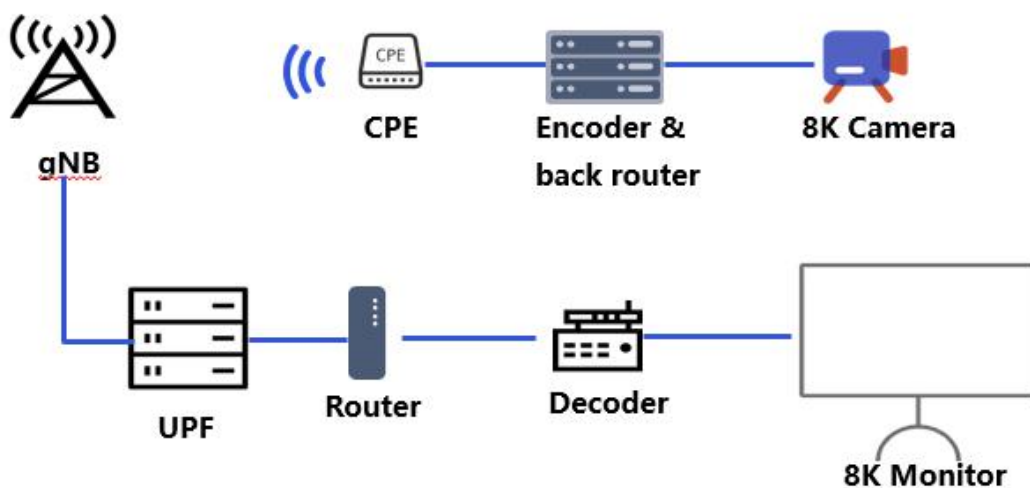 CPE
CPE
Encoder &
back router
8K Camera
gNB
UPF
Router
Decoder
8K Monitor